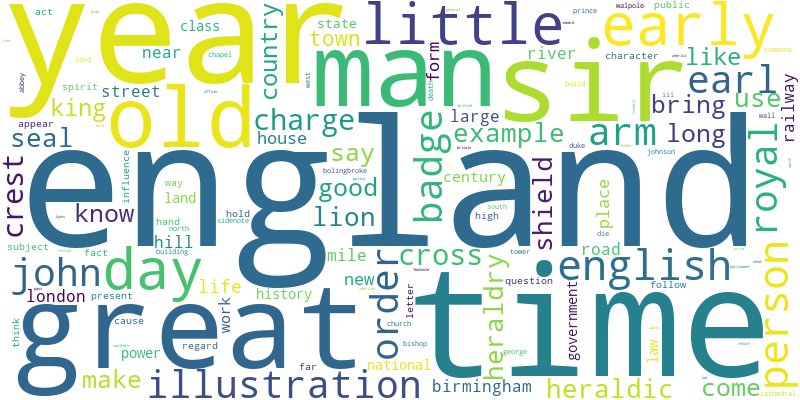 year
little
early
act
state
class
country
town
near
man
form
sir
river
public
walpole
prince
character
like
earl
abbey
spirit
street
king
old
charge
house
large
build
bring
use
railway
appear
seal
crest
england
badge
example
arm
long
wall
duke
johnson
influence
say
bolingbroke
good
century
know
way
land
lion
hold
sidenote
south
high
shield
place
royal
hand
north
hill
subject
fact
building
mile
cross
tower
die
road
john
day
new
order
english
person
london
present
life
history
question
follow
parliament
great
time
letter
heraldry
government
think
cause
work
church
power
regard
bishop
george
law
far
national
make
illustration
birmingham
heraldic
come
cathedral
death
west
commons
lord
chapel